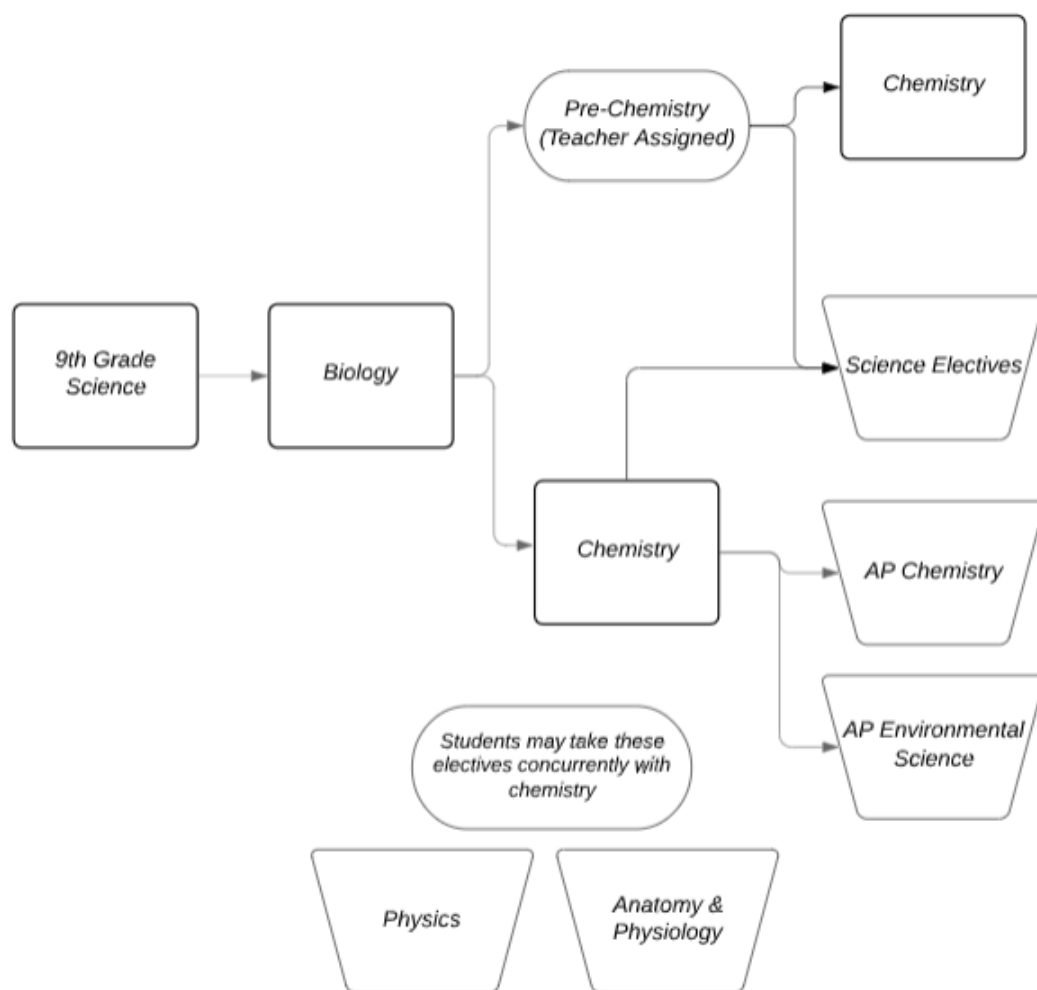 Chemistry
Pre-Chemistry
(Teacher Assigned)
9th Grade
Science
Biology
Science Electives
Chemistry
AP Chemistry
AP Environmental
Science
Students may take these
electives concurrently with
chemistry
Physics
Anatomy &
Physiology